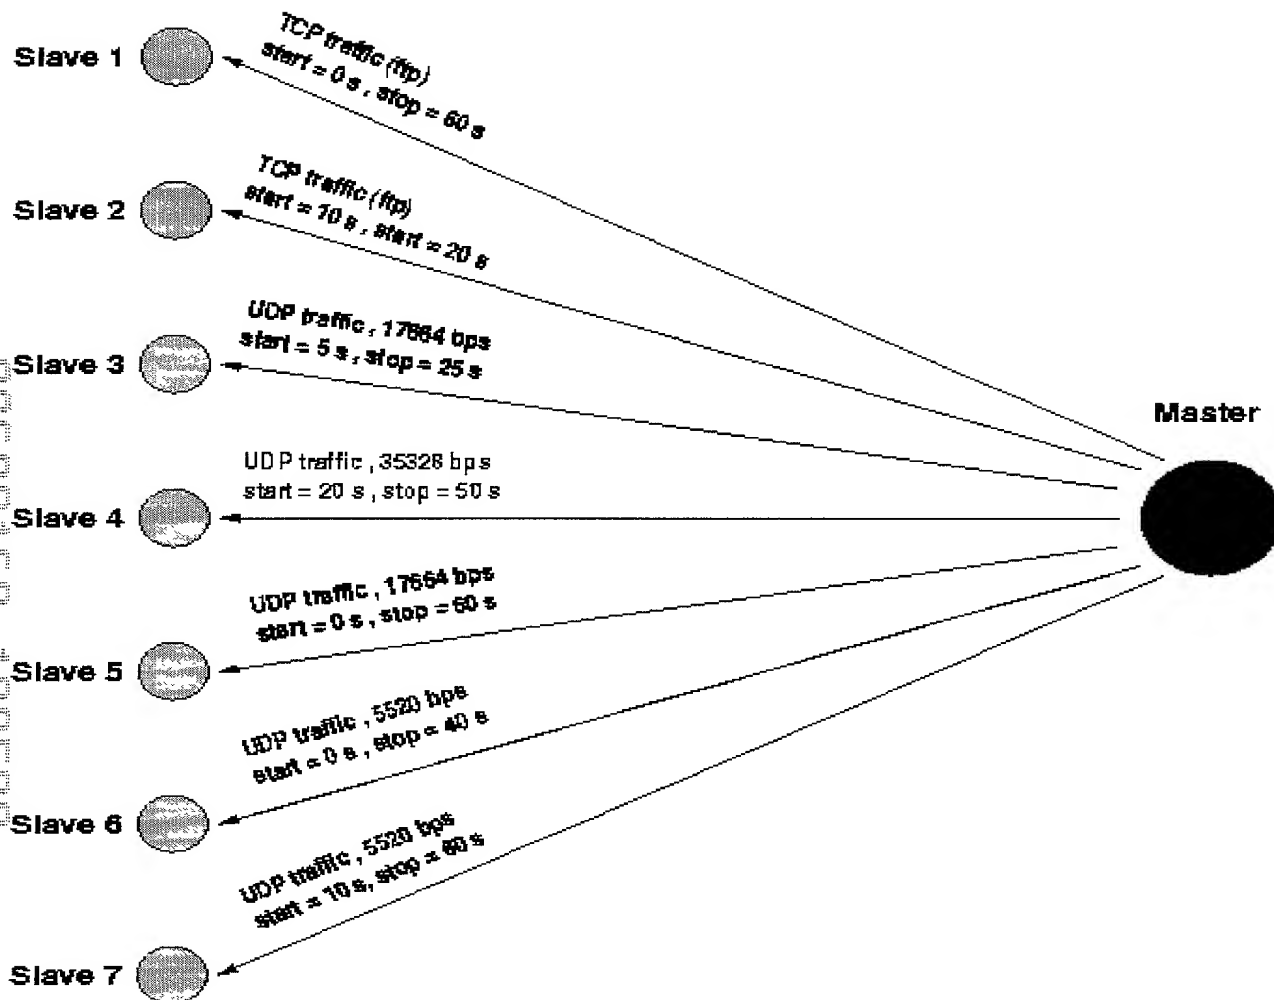 Slave 1
TCP traffic (ftp)
start = 0 s , stop = 60 s
Slave 2
TCP traffic (ftp)
start = 10 s , start = 20 s
Slave 3
UDP traffic , 17664 bps
start = 5 s , stop = 25 s
Master
Slave 4
UDP traffic , 35328 bps
start = 20 s , stop = 50 s
Slave 5
UDP traffic , 17664 bps
start = 0 s , stop = 60 s
Slave 6
UDP traffic , 5520 bps
start = 0 s , stop = 40 s
Slave 7
UDP traffic , 5520 bps
start = 10 s, stop = 60 s